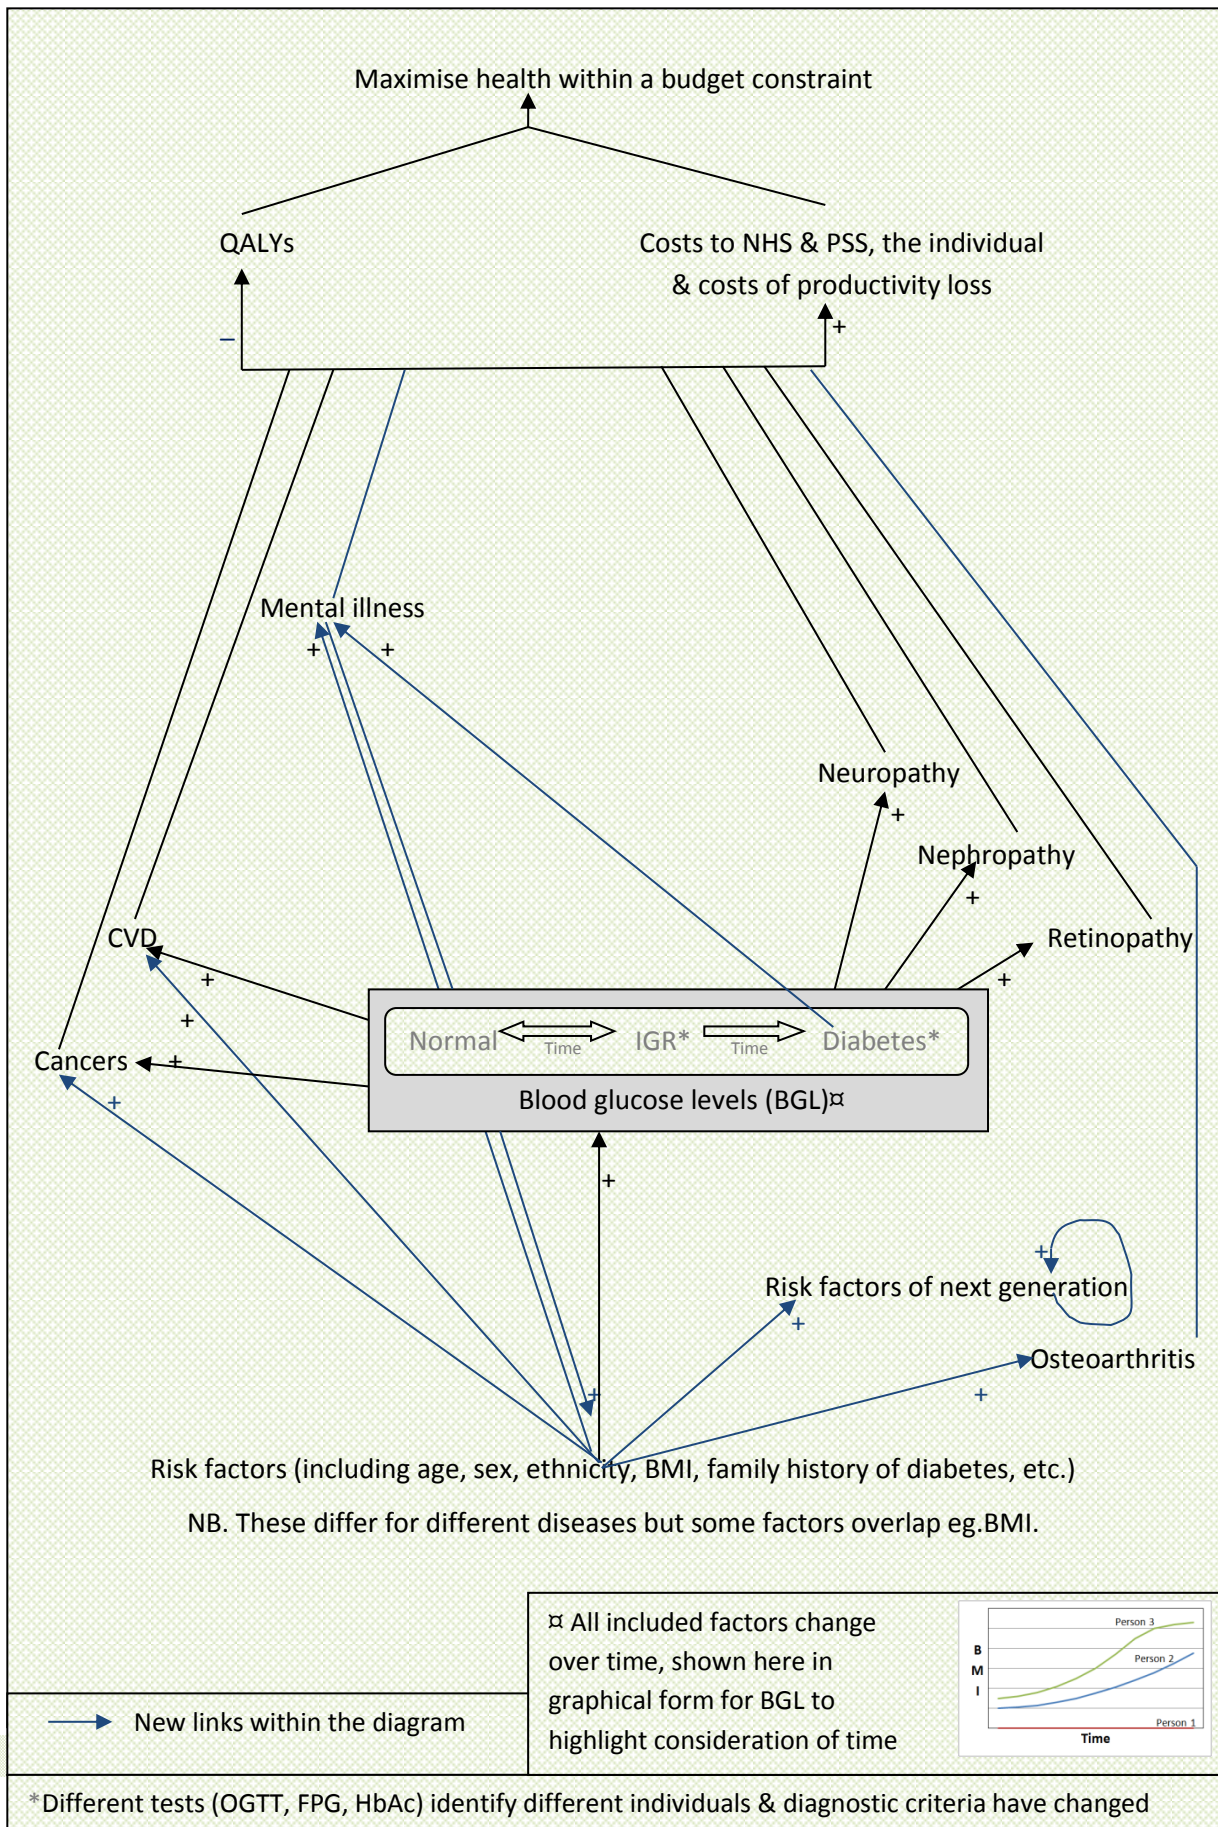 Maximise health within a budget constraint
QALYs
Costs to NHS & PSS, the individual
& costs of productivity loss
–
+
Mental illness
+
+
Neuropathy
+
Nephropathy
+
CVD
Retinopathy
+
+
+
Normal
Time
IGR*
Time
Diabetes*
Cancers
+
+
Blood glucose levels (BGL)¤
+
+
Risk factors of next generation
+
Osteoarthritis
+
+
Risk factors (including age, sex, ethnicity, BMI, family history of diabetes, etc.)
NB. These differ for different diseases but some factors overlap eg.BMI.
¤ All included factors change
over time, shown here in
graphical form for BGL to
highlight consideration of time
Person 3
Person 2
Person 1
B
M
I
Time
New links within the diagram
*Different tests (OGTT, FPG, HbAc) identify different individuals & diagnostic criteria have changed